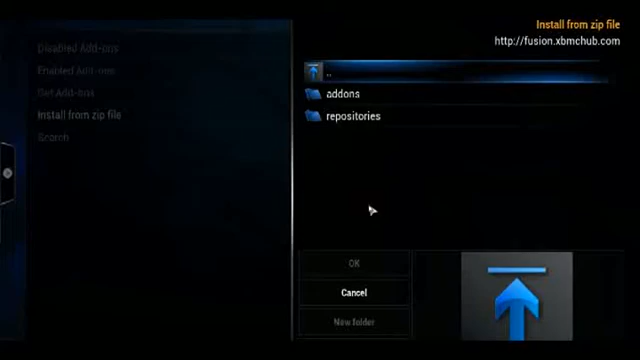 Install from zip file
http://fusion.xbmchub.com
Disabled Add-ons
Enabled Add-ons
Get Add-ons
Install from zip file
Search
..
addons
repositories
OK
Cancel
New folder